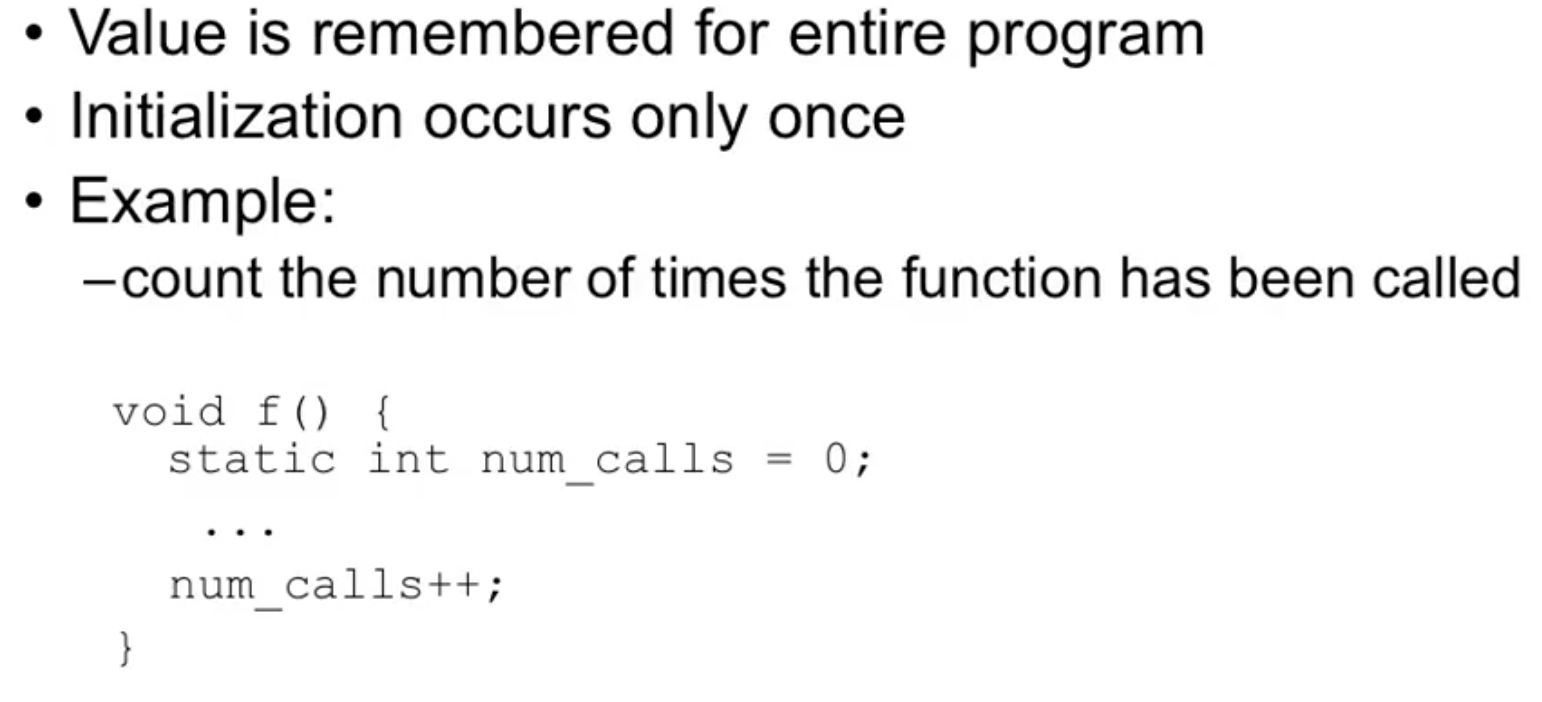 • Value is remembered for entire program
• Initialization occurs only once
• Example:
–count the number of times the function has been called
void f() {
static int num_calls = 0;
...
num_calls++;
}